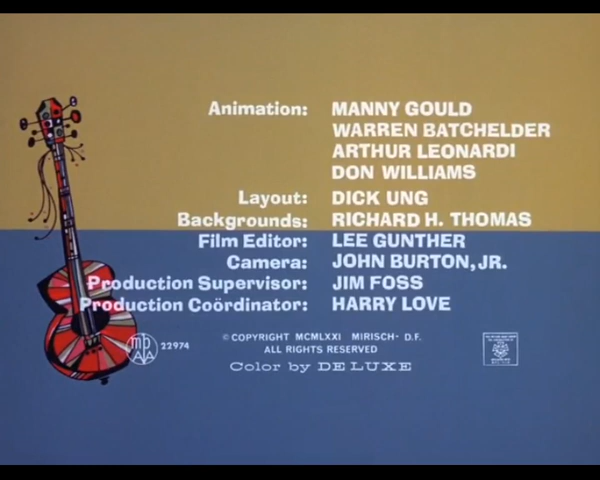 Animation: MANNY GOULD
WARREN BATCHELDER
ARTHUR LEONARDI
DON WILLIAMS
Layout: DICK UNG
Backgrounds: RICHARD H. THOMAS
Film Editor: LEE GUNTHER
Camera: JOHN BURTON, JR.
Production Supervisor: JIM FOSS
Production Coördinator: HARRY LOVE
22974
© COPYRIGHT MCMLXXI MIRISCH- D.F.
ALL RIGHTS RESERVED
Color by DE LUXE